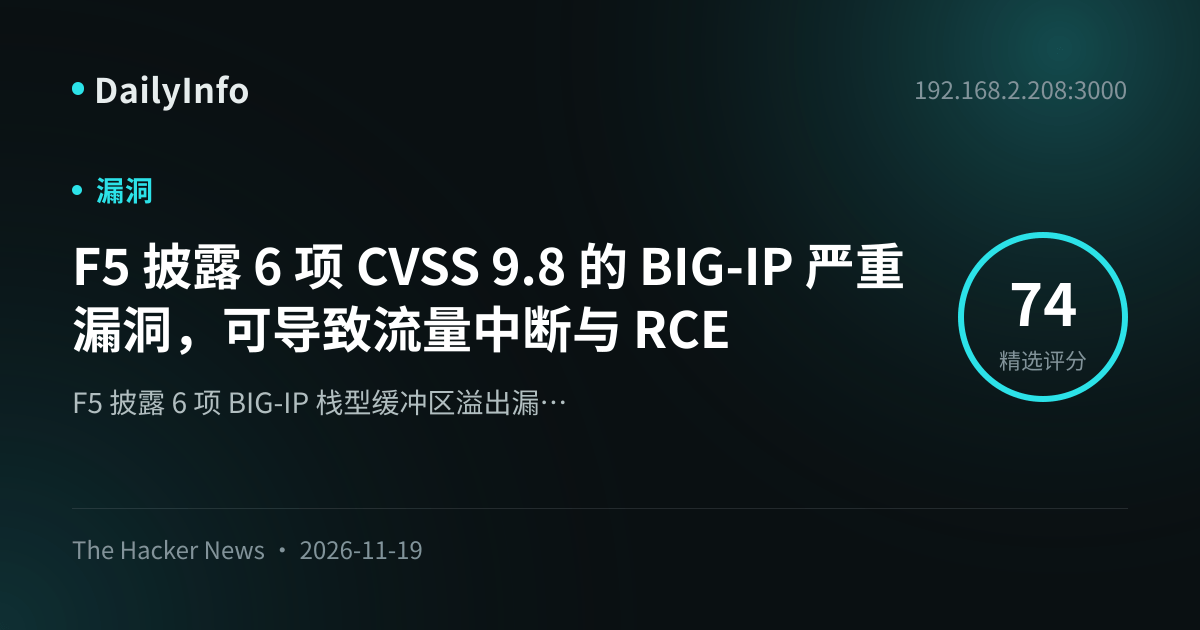 DailyInfo
192.168.2.208:3000
漏洞
F5 披露 6 项 CVSS 9.8 的 BIG-IP 严重
漏洞，可导致流量中断与 RCE
74
精选评分
F5 披露 6 项 BIG-IP 栈型缓冲区溢出漏…
The Hacker News · 2026-11-19